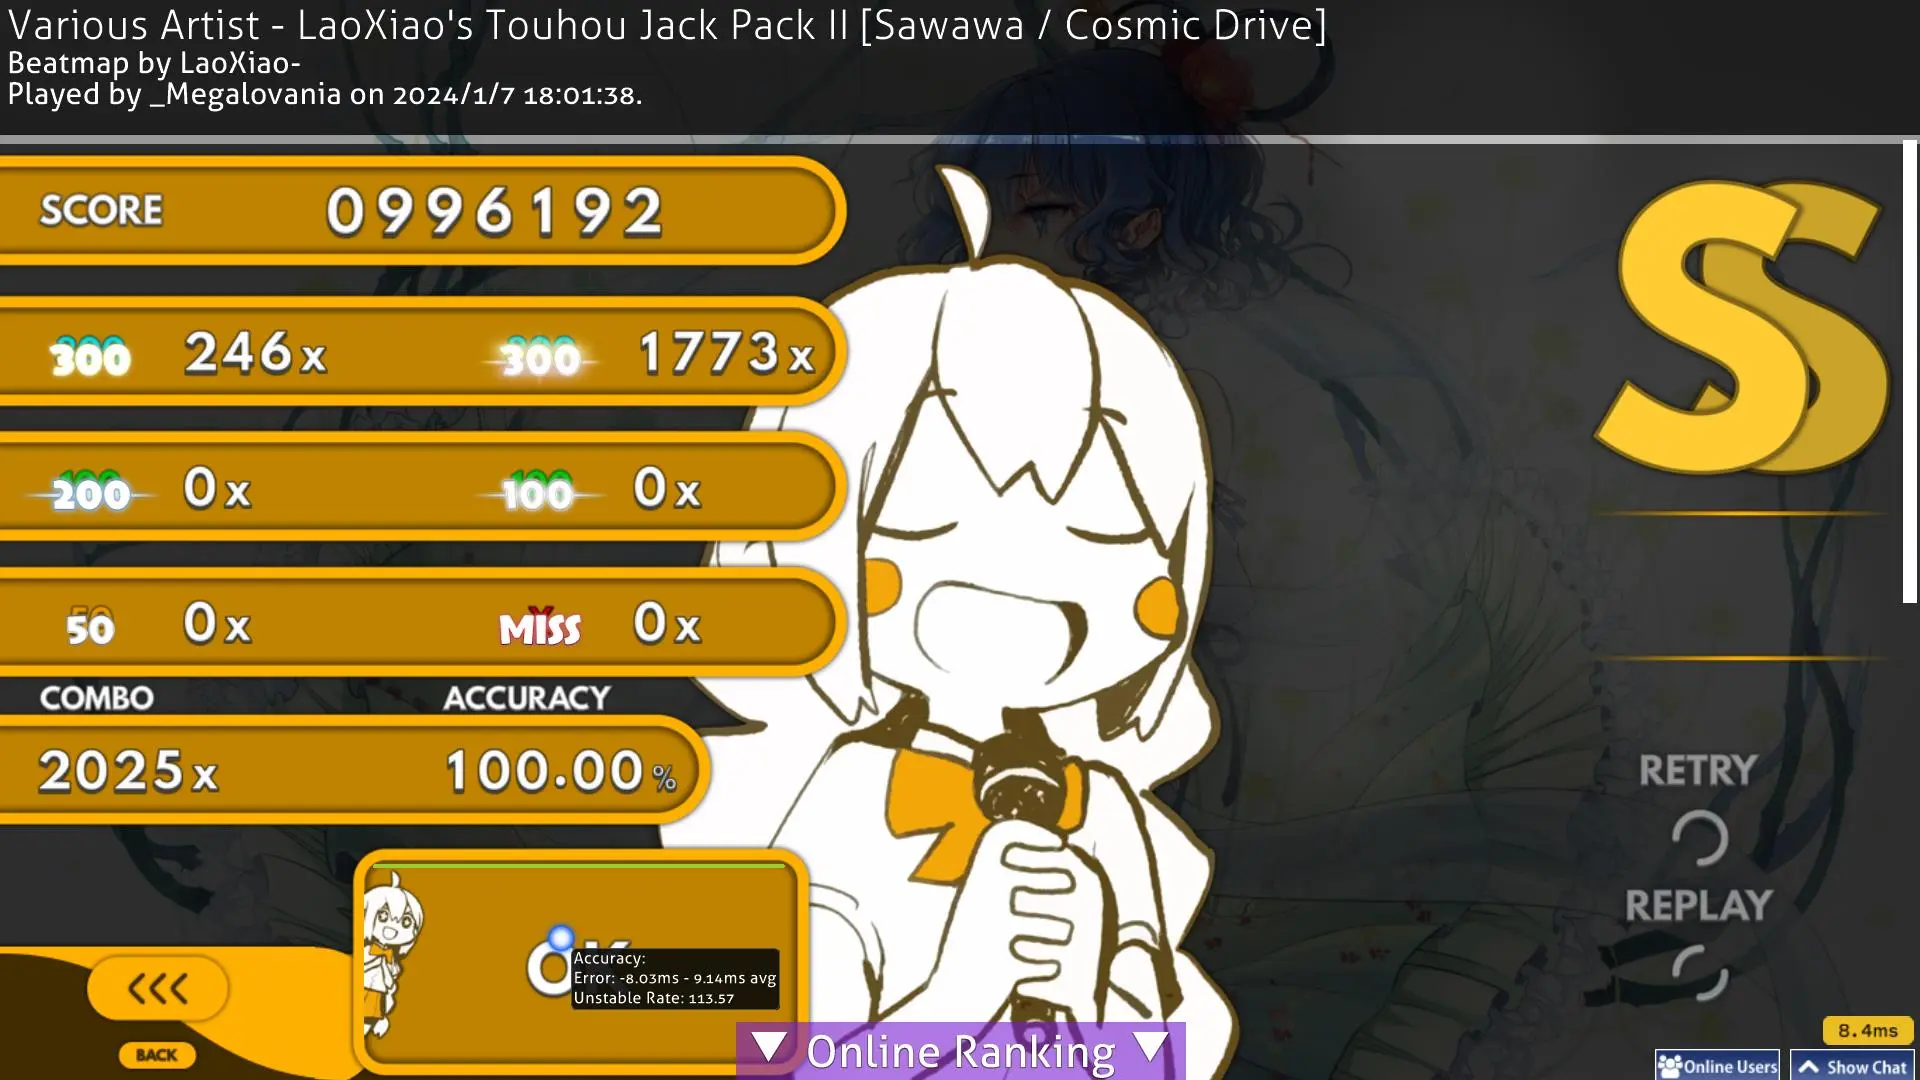 Various Artist - LaoXiao's Touhou Jack Pack II [Sawawa / Cosmic Drive]
Beatmap by LaoXiao-
Played by _Megalovania on 2024/1/7 18:01:38.
SCORE 0996192
300 246x 300 1773x
200 0x 100 0x
50 0x MISS 0x
COMBO ACCURACY
2025x 100.00%
SS
RETRY
REPLAY
Accuracy:
Error: -8.03ms - 9.14ms avg
Unstable Rate: 113.57
<<<
BACK
▼ Online Ranking ▼
8.4ms
Online Users
Show Chat